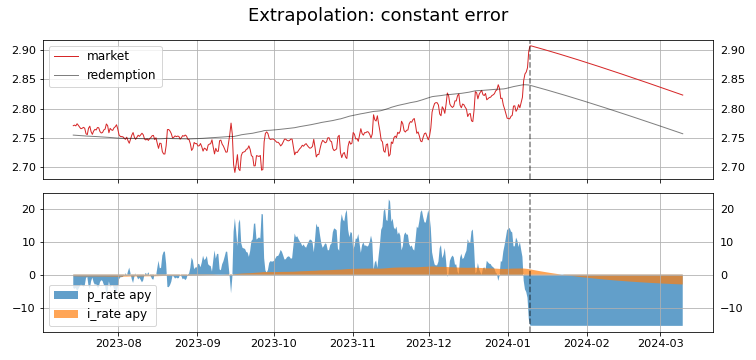 Extrapolation: constant error
2.90 2.90
2.85 2.85
2.80 2.80
2.75 2.75
2.70 2.70
market
redemption
20 20
10 10
0 0
−10 −10
p_rate apy
i_rate apy
2023-08 2023-09 2023-10 2023-11 2023-12 2024-01 2024-02 2024-03